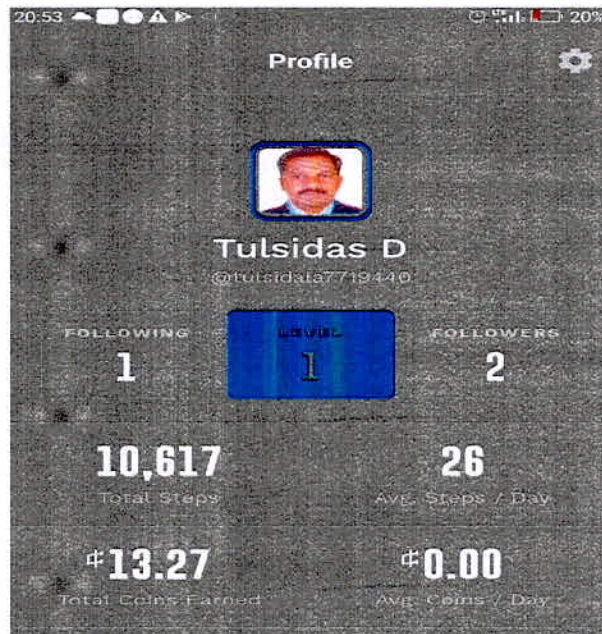 20:53 20%
Profile
Tulsidas D
@tulsidata7719440
FOLLOWING LEVEL FOLLOWERS
1 1 2
10,617 26
Total Steps Avg. Steps / Day
¢13.27 ¢0.00
Total Coins Earned Avg. Coins / Day